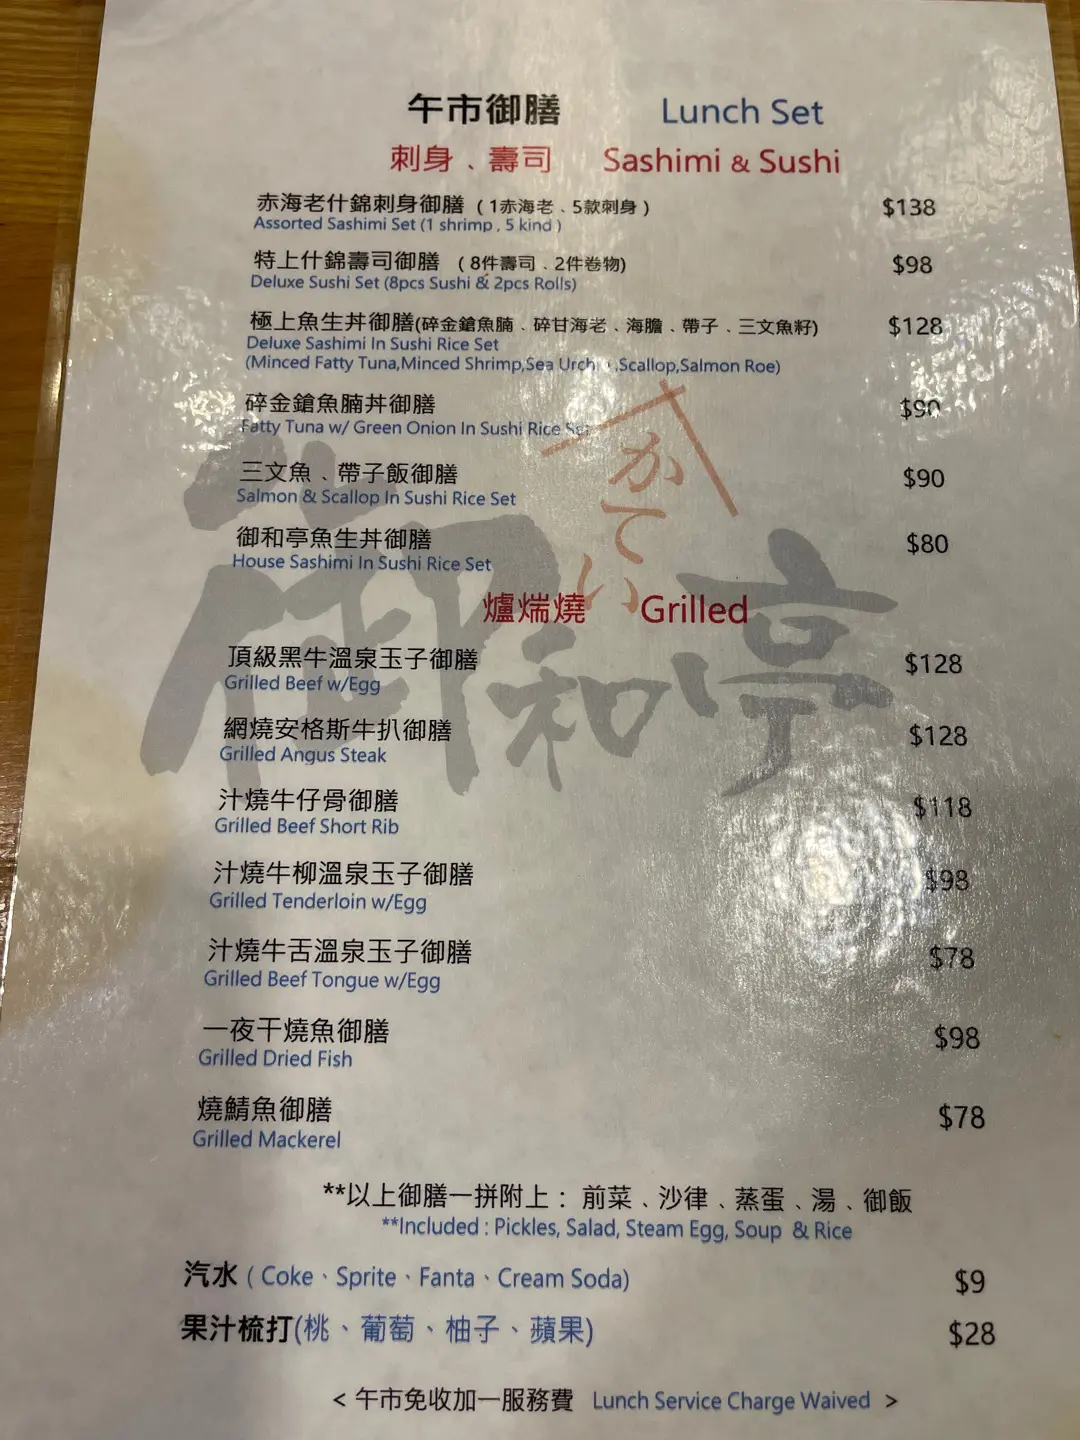 午市御膳 Lunch Set
刺身、壽司 Sashimi & Sushi
赤海老什錦刺身御膳 (1赤海老、5款刺身) $138
Assorted Sashimi Set (1 shrimp , 5 kind )
特上什錦壽司御膳 (8件壽司、2件卷物) $98
Deluxe Sushi Set (8pcs Sushi & 2pcs Rolls)
極上魚生丼御膳(碎金鎗魚腩、碎甘海老、海膽、帶子、三文魚籽) $128
Deluxe Sashimi In Sushi Rice Set
(Minced Fatty Tuna,Minced Shrimp,Sea ,Scallop,Salmon Roe)
碎金鎗魚腩丼御膳 $90
Fatty Tuna w/ Green Onion In Sushi Rice Set
三文魚、帶子飯御膳 $90
Salmon & Scallop In Sushi Rice Set
御和亭魚生丼御膳 $80
House Sashimi In Sushi Rice Set
かてい
御和亭
爐煓燒 Grilled
頂級黑牛溫泉玉子御膳 $128
Grilled Beef w/Egg
網燒安格斯牛扒御膳 $128
Grilled Angus Steak
汁燒牛仔骨御膳 $118
Grilled Beef Short Rib
汁燒牛柳溫泉玉子御膳 $98
Grilled Tenderloin w/Egg
汁燒牛舌溫泉玉子御膳 $78
Grilled Beef Tongue w/Egg
一夜干燒魚御膳 $98
Grilled Dried Fish
燒鯖魚御膳 $78
Grilled Mackerel
**以上御膳一拼附上：前菜、沙律、蒸蛋、湯、御飯
**Included : Pickles, Salad, Steam Egg, Soup & Rice
汽水 ( Coke、Sprite、Fanta、Cream Soda) $9
果汁梳打(桃、葡萄、柚子、蘋果) $28
< 午市免收加一服務費 Lunch Service Charge Waived >